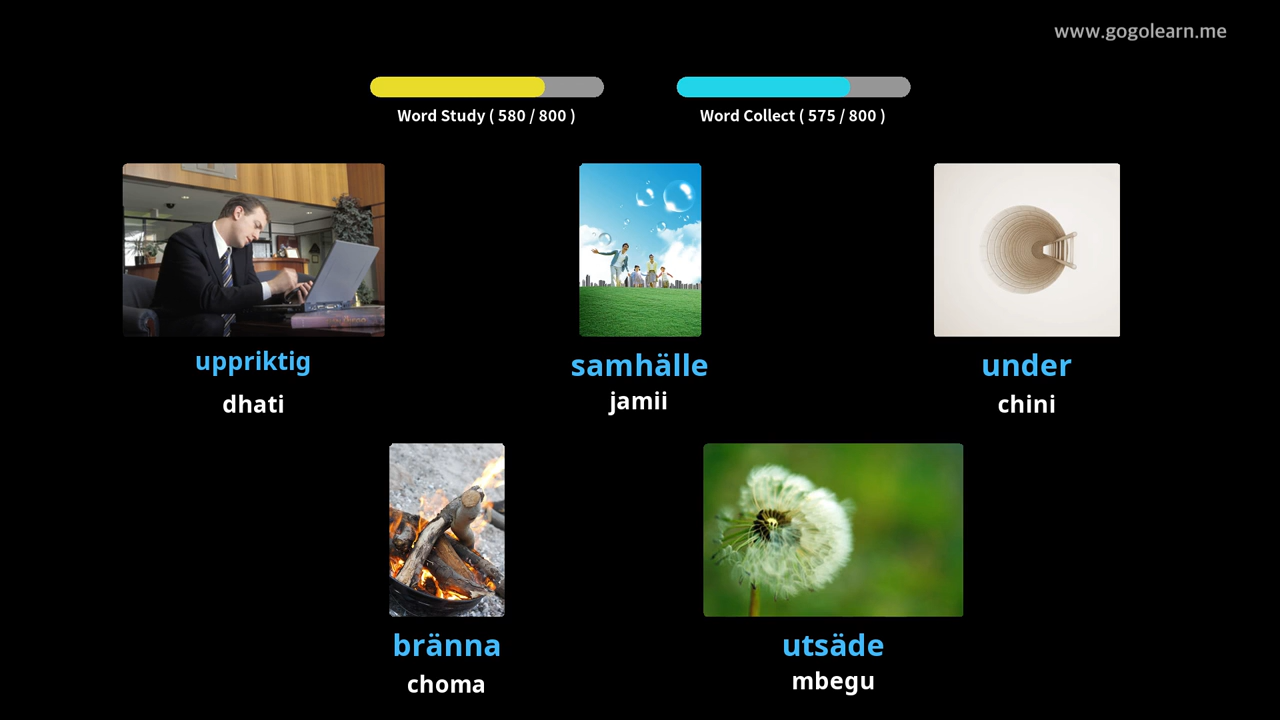 www.gogolearn.me
Word Study ( 580 / 800 )
Word Collect ( 575 / 800 )
uppriktig
dhati
samhälle
jamii
under
chini
bränna
choma
utsäde
mbegu